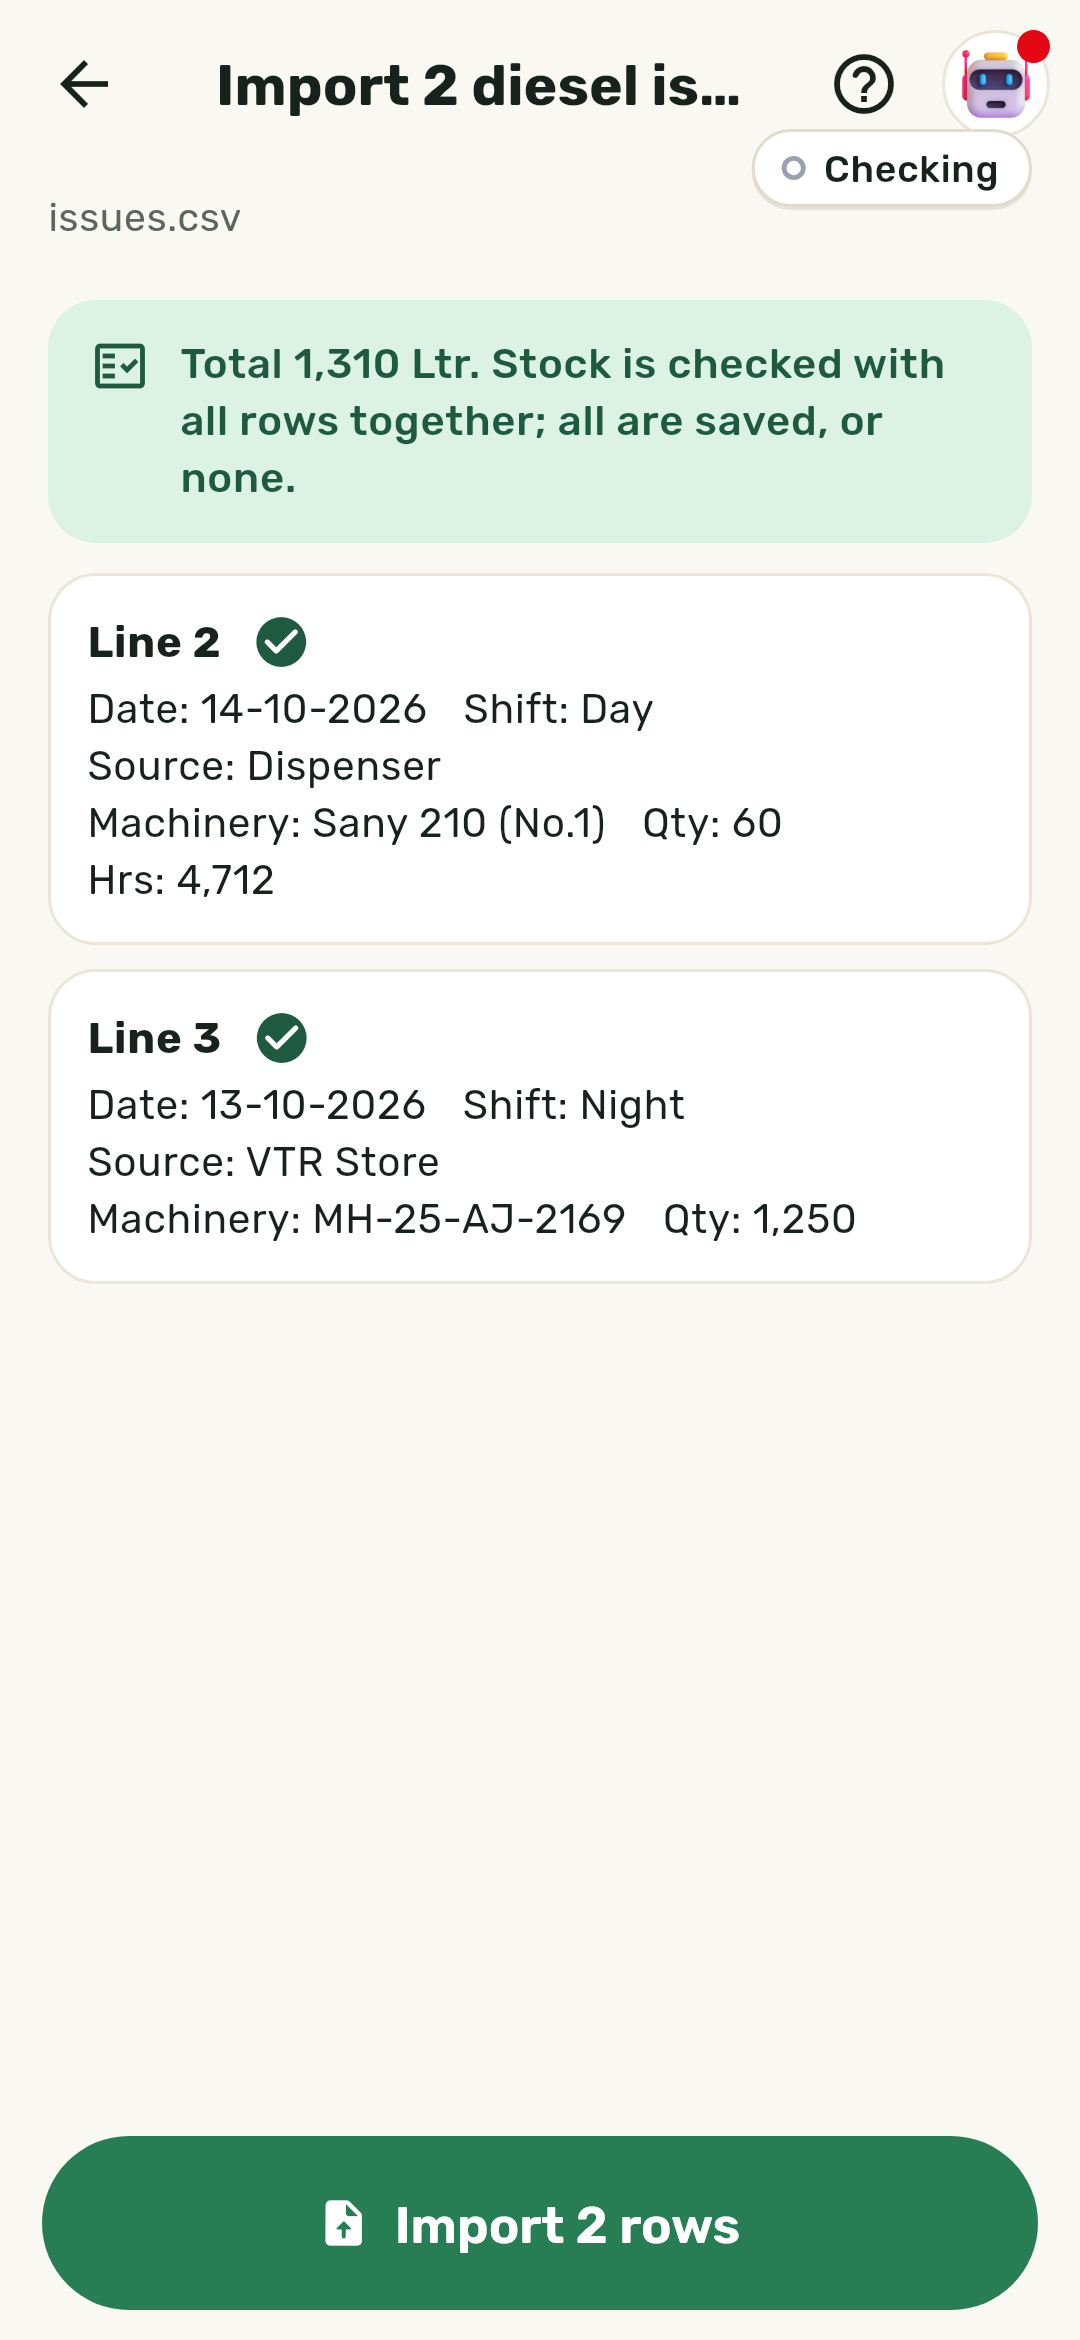 Import 2 diesel is...
Checking
issues.csv
Total 1,310 Ltr. Stock is checked with
all rows together; all are saved, or
none.
Line 2
Date: 14-10-2026 Shift: Day
Source: Dispenser
Machinery: Sany 210 (No.1) Qty: 60
Hrs: 4,712
Line 3
Date: 13-10-2026 Shift: Night
Source: VTR Store
Machinery: MH-25-AJ-2169 Qty: 1,250
Import 2 rows